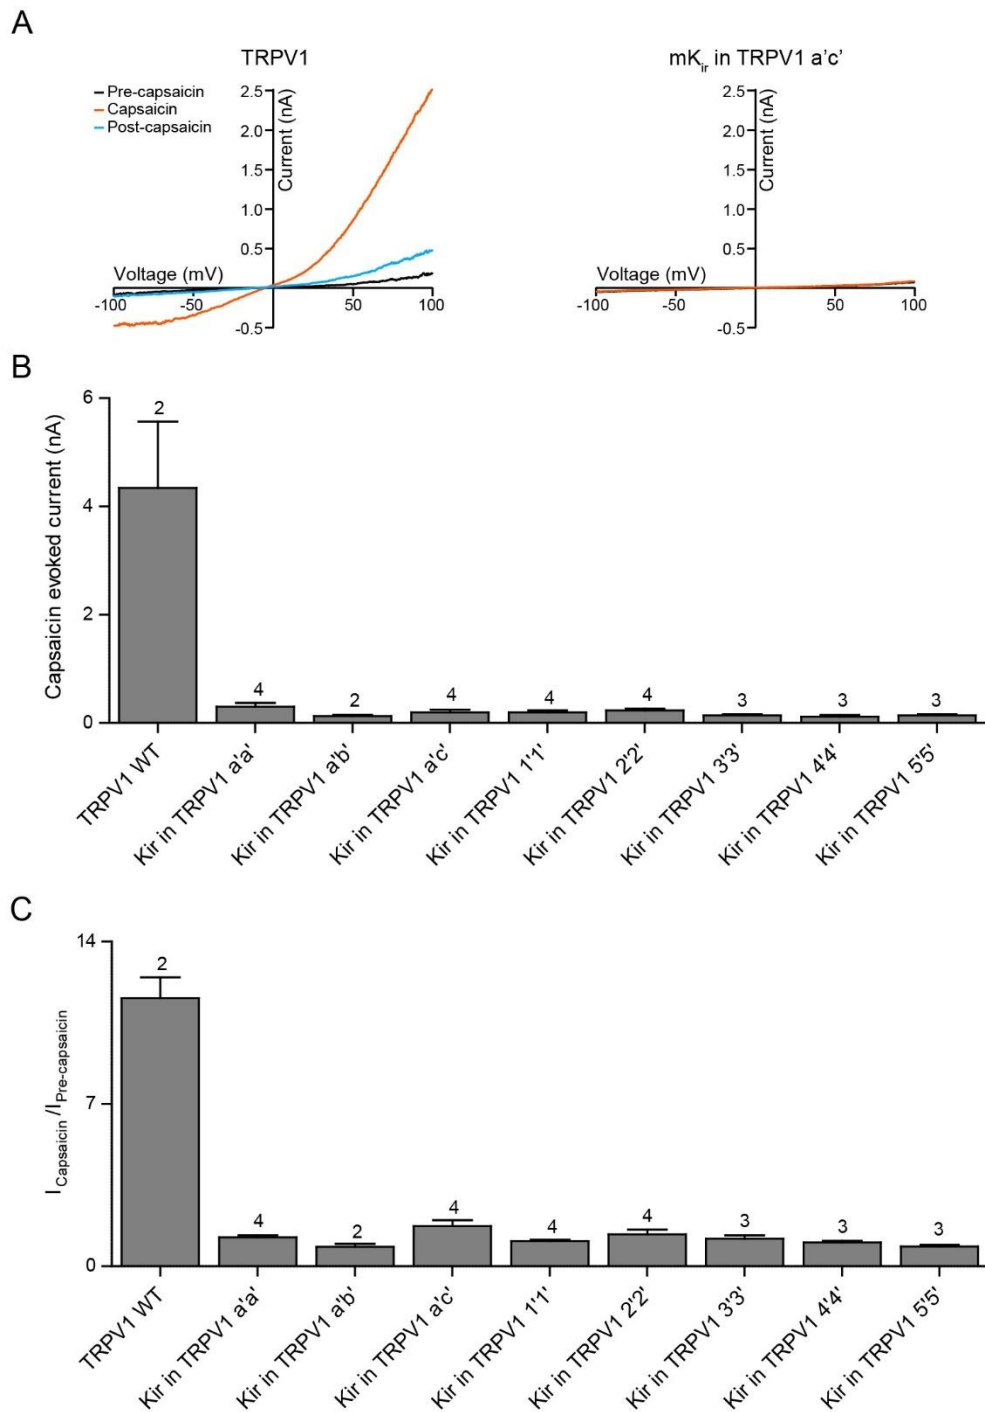 A
TRPV1
mKir in TRPV1 a'c'
Pre-capsaicin
Capsaicin
Post-capsaicin
Current (nA)
2.5
2.0
1.5
1.0
0.5
-0.5
Voltage (mV)
-100
-50
50
100
Current (nA)
2.5
2.0
1.5
1.0
0.5
-0.5
Voltage (mV)
-100
-50
50
100
B
Capsaicin evoked current (nA)
6
4
2
0
2
4
2
4
4
4
3
3
3
TRPV1 WT
Kir in TRPV1 a'a'
Kir in TRPV1 a'b'
Kir in TRPV1 a'c'
Kir in TRPV1 1'1'
Kir in TRPV1 2'2'
Kir in TRPV1 3'3'
Kir in TRPV1 4'4'
Kir in TRPV1 5'5'
C
ICapsaicin /IPre-capsaicin
14
7
0
2
4
2
4
4
4
3
3
3
TRPV1 WT
Kir in TRPV1 a'a'
Kir in TRPV1 a'b'
Kir in TRPV1 a'c'
Kir in TRPV1 1'1'
Kir in TRPV1 2'2'
Kir in TRPV1 3'3'
Kir in TRPV1 4'4'
Kir in TRPV1 5'5'